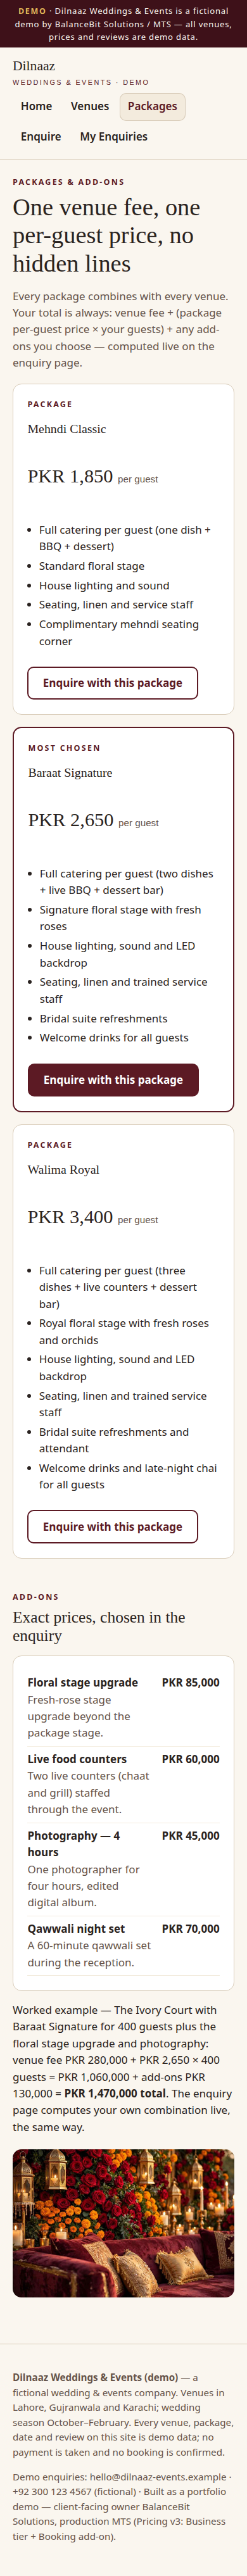 DEMO · Dilnaaz Weddings & Events is a fictional
demo by BalanceBit Solutions / MTS — all venues,
prices and reviews are demo data.
Dilnaaz
WEDDINGS & EVENTS · DEMO
Home Venues Packages
Enquire My Enquiries
PACKAGES & ADD-ONS
One venue fee, one
per-guest price, no
hidden lines
Every package combines with every venue.
Your total is always: venue fee + (package
per-guest price × your guests) + any add-
ons you choose — computed live on the
enquiry page.
PACKAGE
Mehndi Classic
PKR 1,850 per guest
• Full catering per guest (one dish +
BBQ + dessert)
• Standard floral stage
• House lighting and sound
• Seating, linen and service staff
• Complimentary mehndi seating
corner
Enquire with this package
MOST CHOSEN
Baraat Signature
PKR 2,650 per guest
• Full catering per guest (two dishes
+ live BBQ + dessert bar)
• Signature floral stage with fresh
roses
• House lighting, sound and LED
backdrop
• Seating, linen and trained service
staff
• Bridal suite refreshments
• Welcome drinks for all guests
Enquire with this package
PACKAGE
Walima Royal
PKR 3,400 per guest
• Full catering per guest (three
dishes + live counters + dessert
bar)
• Royal floral stage with fresh roses
and orchids
• House lighting, sound and LED
backdrop
• Seating, linen and trained service
staff
• Bridal suite refreshments and
attendant
• Welcome drinks and late-night chai
for all guests
Enquire with this package
ADD-ONS
Exact prices, chosen in the
enquiry
Floral stage upgrade PKR 85,000
Fresh-rose stage
upgrade beyond the
package stage.
Live food counters PKR 60,000
Two live counters (chaat
and grill) staffed
through the event.
Photography — 4 PKR 45,000
hours
One photographer for
four hours, edited
digital album.
Qawwali night set PKR 70,000
A 60-minute qawwali set
during the reception.
Worked example — The Ivory Court with
Baraat Signature for 400 guests plus the
floral stage upgrade and photography:
venue fee PKR 280,000 + PKR 2,650 × 400
guests = PKR 1,060,000 + add-ons PKR
130,000 = PKR 1,470,000 total. The enquiry
page computes your own combination live,
the same way.
Dilnaaz Weddings & Events (demo) — a
fictional wedding & events company. Venues in
Lahore, Gujranwala and Karachi; wedding
season October–February. Every venue, package,
date and review on this site is demo data; no
payment is taken and no booking is confirmed.
Demo enquiries: hello@dilnaaz-events.example ·
+92 300 123 4567 (fictional) · Built as a portfolio
demo — client-facing owner BalanceBit
Solutions, production MTS (Pricing v3: Business
tier + Booking add-on).